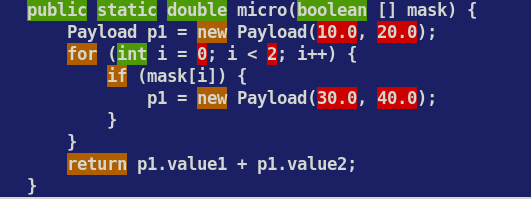 public static double micro(boolean [] mask) {
    Payload p1 = new Payload(10.0, 20.0);
    for (int i = 0; i < 2; i++) {
        if (mask[i]) {
            p1 = new Payload(30.0, 40.0);
        }
    }
    return p1.value1 + p1.value2;
}